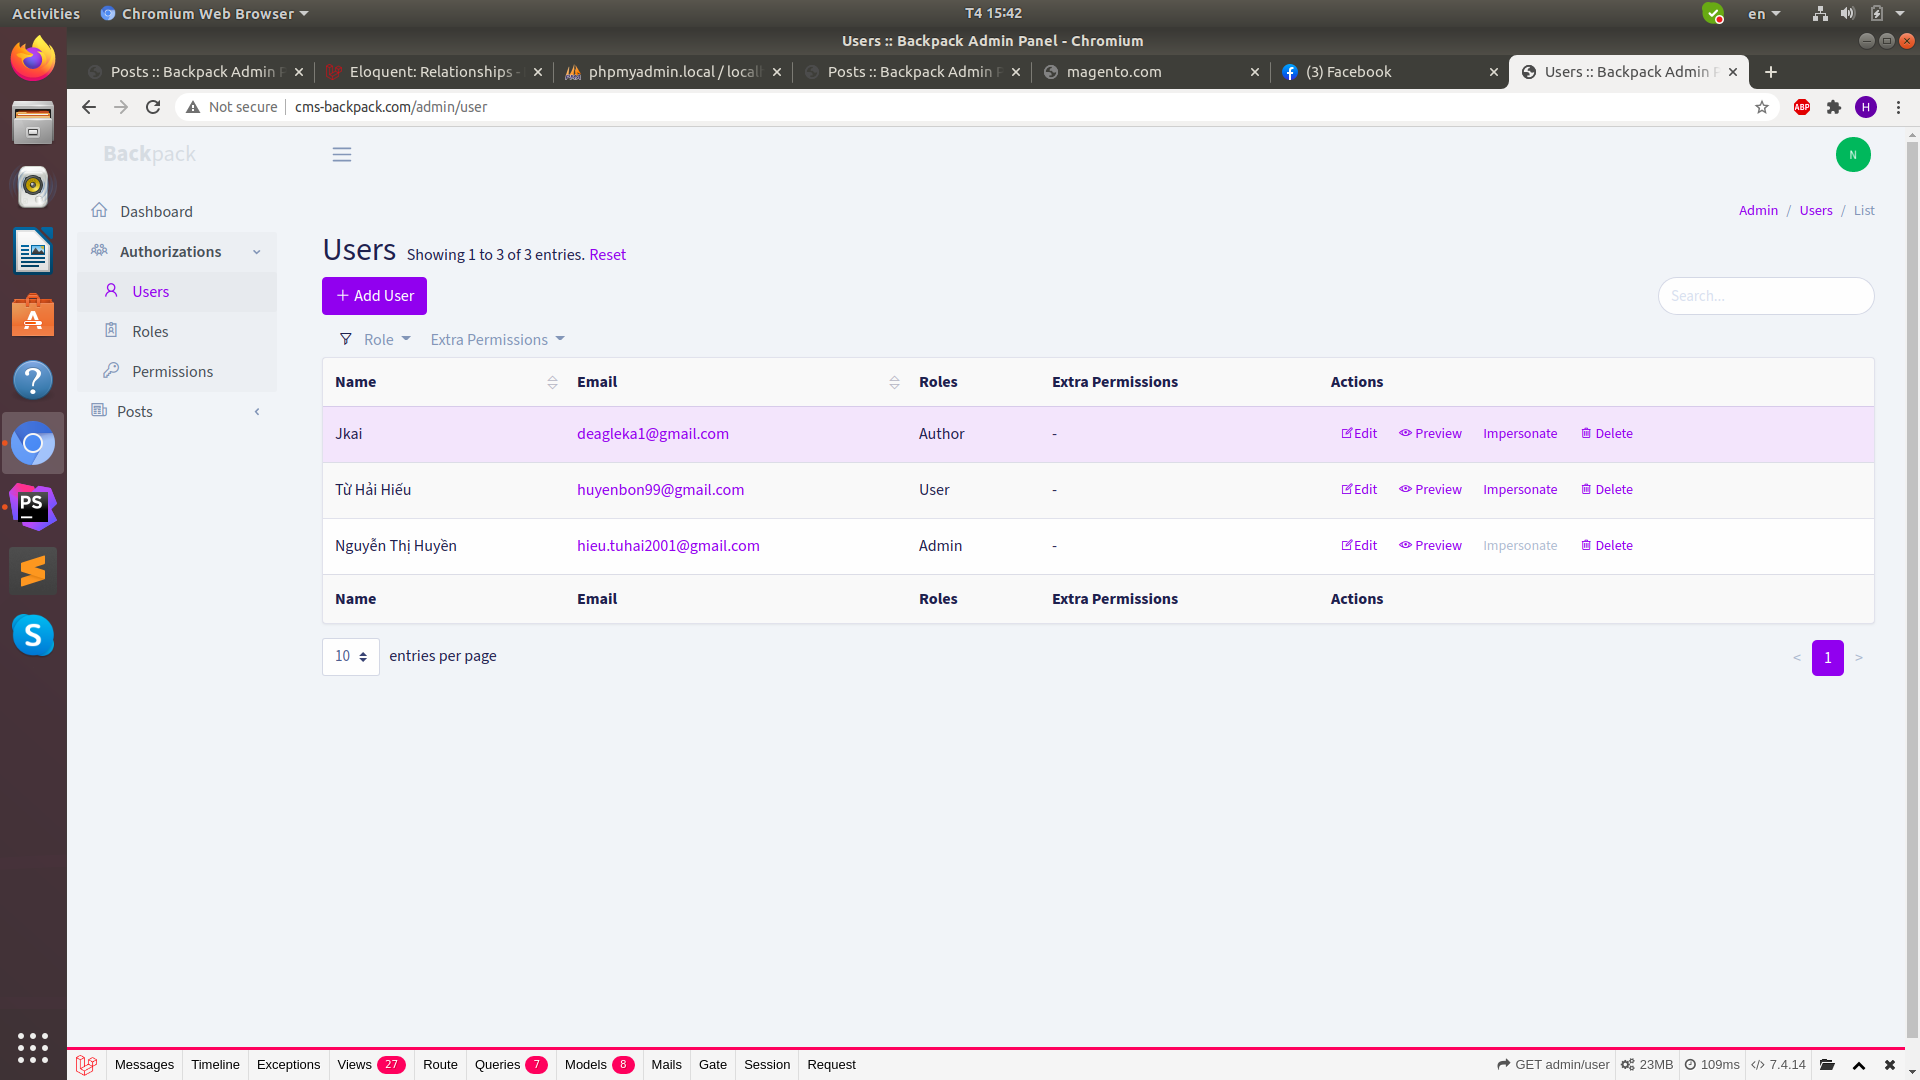 Activities Chromium Web Browser T4 15:42 en
Users :: Backpack Admin Panel - Chromium
Posts :: Backpack Admin P Eloquent: Relationships - phpmyadmin.local / local Posts :: Backpack Admin P magento.com (3) Facebook Users :: Backpack Admin P
Not secure cms-backpack.com/admin/user ABP H
Backpack N
Dashboard
Admin / Users / List
Authorizations
Users Showing 1 to 3 of 3 entries. Reset
Users
+ Add User Search...
Roles
Role Extra Permissions
Permissions
Posts
Name Email Roles Extra Permissions Actions
Jkai deagleka1@gmail.com Author - Edit Preview Impersonate Delete
Từ Hải Hiếu huyenbon99@gmail.com User - Edit Preview Impersonate Delete
Nguyễn Thị Huyền hieu.tuhai2001@gmail.com Admin - Edit Preview Impersonate Delete
Name Email Roles Extra Permissions Actions
10 entries per page < 1 >
PS
Messages Timeline Exceptions Views 27 Route Queries 7 Models 8 Mails Gate Session Request GET admin/user 23MB 109ms 7.4.14